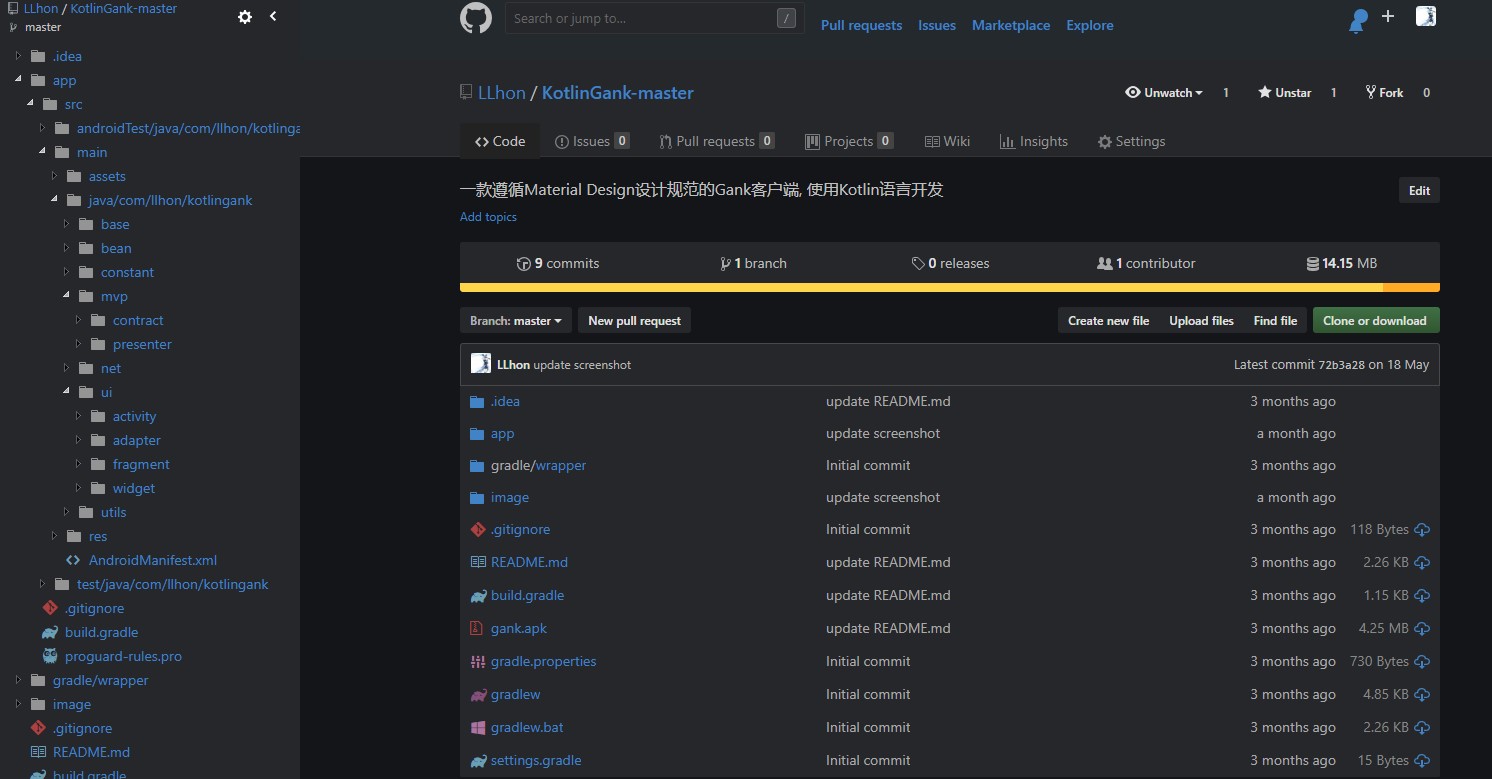 LLhon / KotlinGank-master
master
.idea
app
src
androidTest/java/com/llhon/kotlinga
main
assets
java/com/llhon/kotlingank
base
bean
constant
mvp
contract
presenter
net
ui
activity
adapter
fragment
widget
utils
res
AndroidManifest.xml
test/java/com/llhon/kotlingank
.gitignore
build.gradle
proguard-rules.pro
gradle/wrapper
image
.gitignore
README.md
build.gradle
Search or jump to... /
Pull requests Issues Marketplace Explore
LLhon / KotlinGank-master
Unwatch 1 Unstar 1 Fork 0
Code Issues 0 Pull requests 0 Projects 0 Wiki Insights Settings
一款遵循Material Design设计规范的Gank客户端, 使用Kotlin语言开发
Edit
Add topics
9 commits 1 branch 0 releases 1 contributor 14.15 MB
Branch: master New pull request Create new file Upload files Find file Clone or download
LLhon update screenshot Latest commit 72b3a28 on 18 May
.idea update README.md 3 months ago
app update screenshot a month ago
gradle/wrapper Initial commit 3 months ago
image update screenshot a month ago
.gitignore Initial commit 3 months ago 118 Bytes
README.md update README.md 3 months ago 2.26 KB
build.gradle update README.md 3 months ago 1.15 KB
gank.apk update README.md 3 months ago 4.25 MB
gradle.properties Initial commit 3 months ago 730 Bytes
gradlew Initial commit 3 months ago 4.85 KB
gradlew.bat Initial commit 3 months ago 2.26 KB
settings.gradle Initial commit 3 months ago 15 Bytes